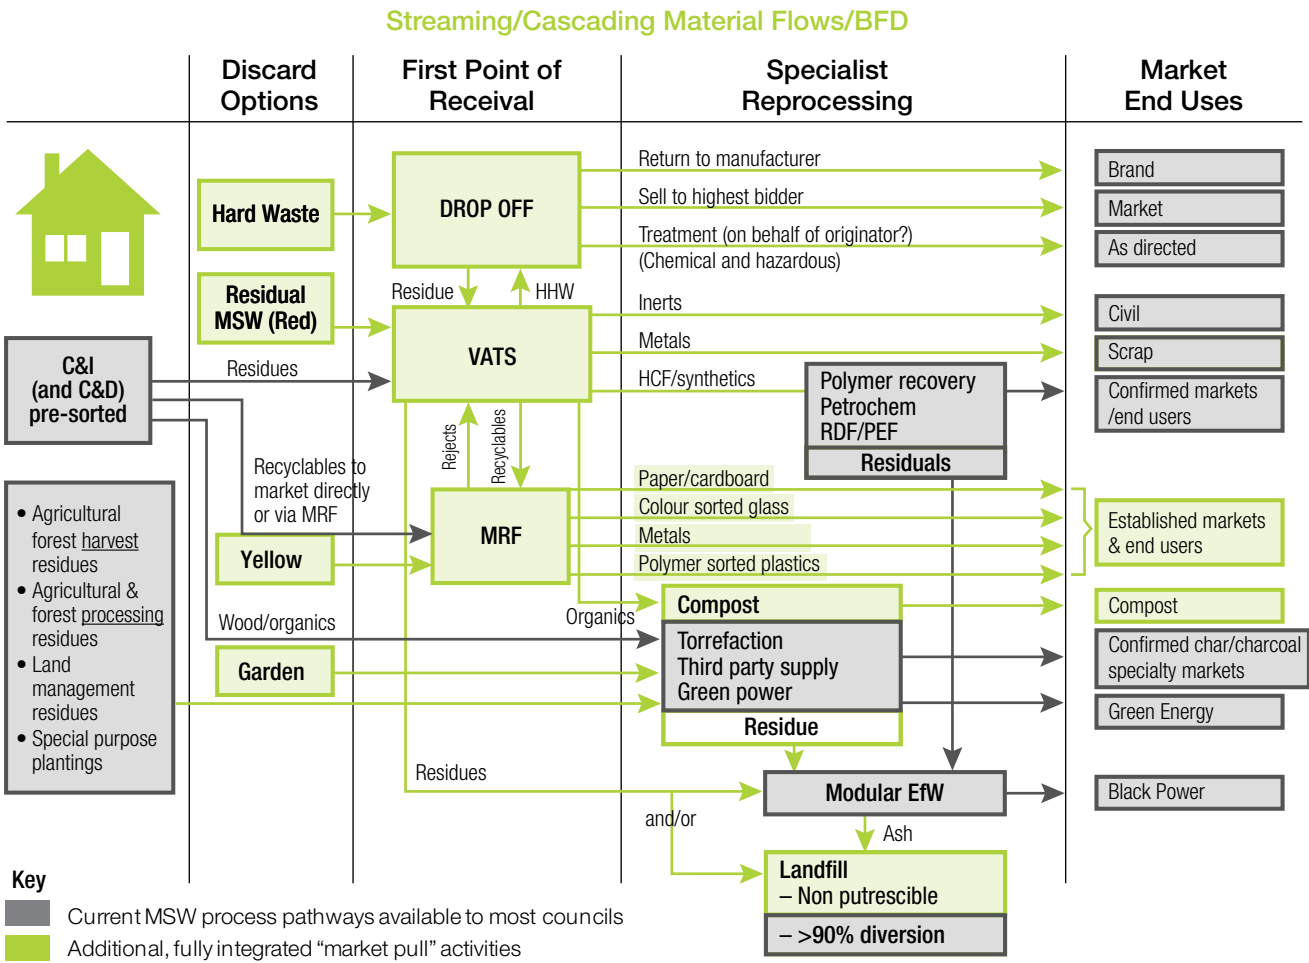 Streaming/Cascading Material Flows/BFD
Discard
Options
First Point of
Receival
Specialist
Reprocessing
Market
End Uses
Hard Waste
DROP OFF
Return to manufacturer
Sell to highest bidder
Treatment (on behalf of originator?)
(Chemical and hazardous)
Brand
Market
As directed
Residual
MSW (Red)
Residue
HHW
VATS
Inerts
Metals
HCF/synthetics
Civil
Scrap
Confirmed markets
/end users
C&I
(and C&D)
pre-sorted
Residues
Polymer recovery
Petrochem
RDF/PEF
Residuals
Rejects
Recyclables
Recyclables to
market directly
or via MRF
Yellow
MRF
Paper/cardboard
Colour sorted glass
Metals
Polymer sorted plastics
Established markets
& end users
• Agricultural
forest harvest
residues
• Agricultural &
forest processing
residues
• Land
management
residues
• Special purpose
plantings
Wood/organics
Organics
Garden
Compost
Torrefaction
Third party supply
Green power
Residue
Compost
Confirmed char/charcoal
specialty markets
Green Energy
Residues
and/or
Modular EfW
Black Power
Ash
Landfill
– Non putrescible
– >90% diversion
Key
Current MSW process pathways available to most councils
Additional, fully integrated “market pull” activities